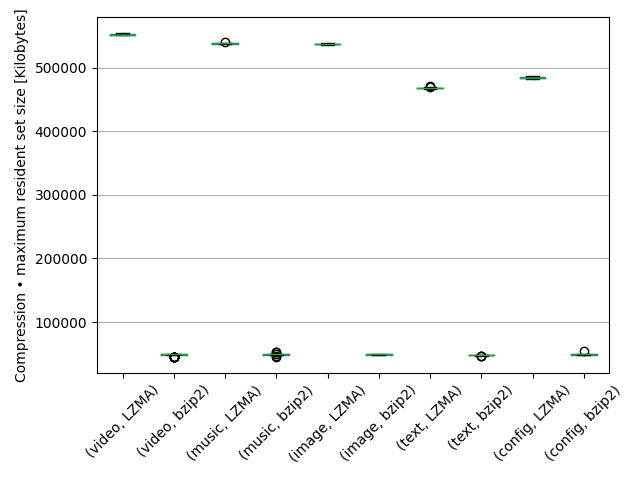 Compression • maximum resident set size [Kilobytes]
500000
400000
300000
200000
100000
(video, LZMA)
(video, bzip2)
(music, LZMA)
(music, bzip2)
(image, LZMA)
(image, bzip2)
(text, LZMA)
(text, bzip2)
(config, LZMA)
(config, bzip2)